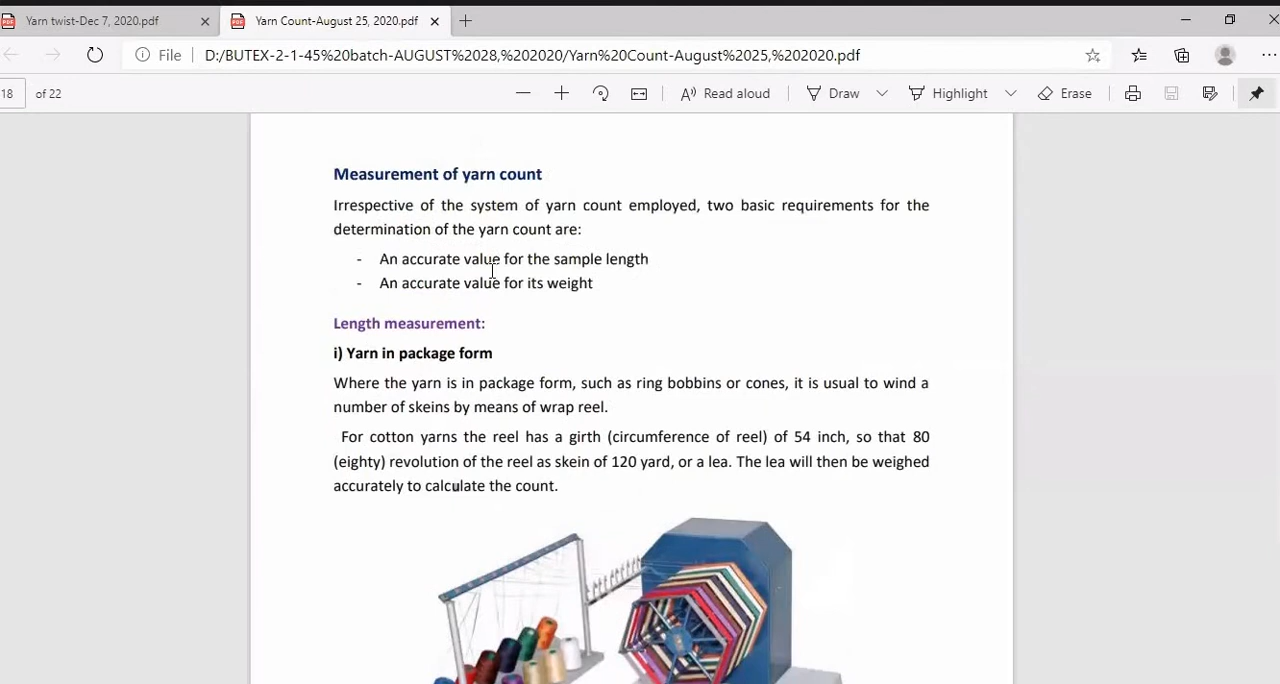 Yarn twist-Dec 7, 2020.pdf
Yarn Count-August 25, 2020.pdf
File
D:/BUTEX-2-1-45%20batch-AUGUST%2028,%202020/Yarn%20Count-August%2025,%202020.pdf
18 of 22
Read aloud
Draw
Highlight
Erase
Measurement of yarn count
Irrespective of the system of yarn count employed, two basic requirements for the
determination of the yarn count are:
- An accurate value for the sample length
- An accurate value for its weight
Length measurement:
i) Yarn in package form
Where the yarn is in package form, such as ring bobbins or cones, it is usual to wind a
number of skeins by means of wrap reel.
For cotton yarns the reel has a girth (circumference of reel) of 54 inch, so that 80
(eighty) revolution of the reel as skein of 120 yard, or a lea. The lea will then be weighed
accurately to calculate the count.